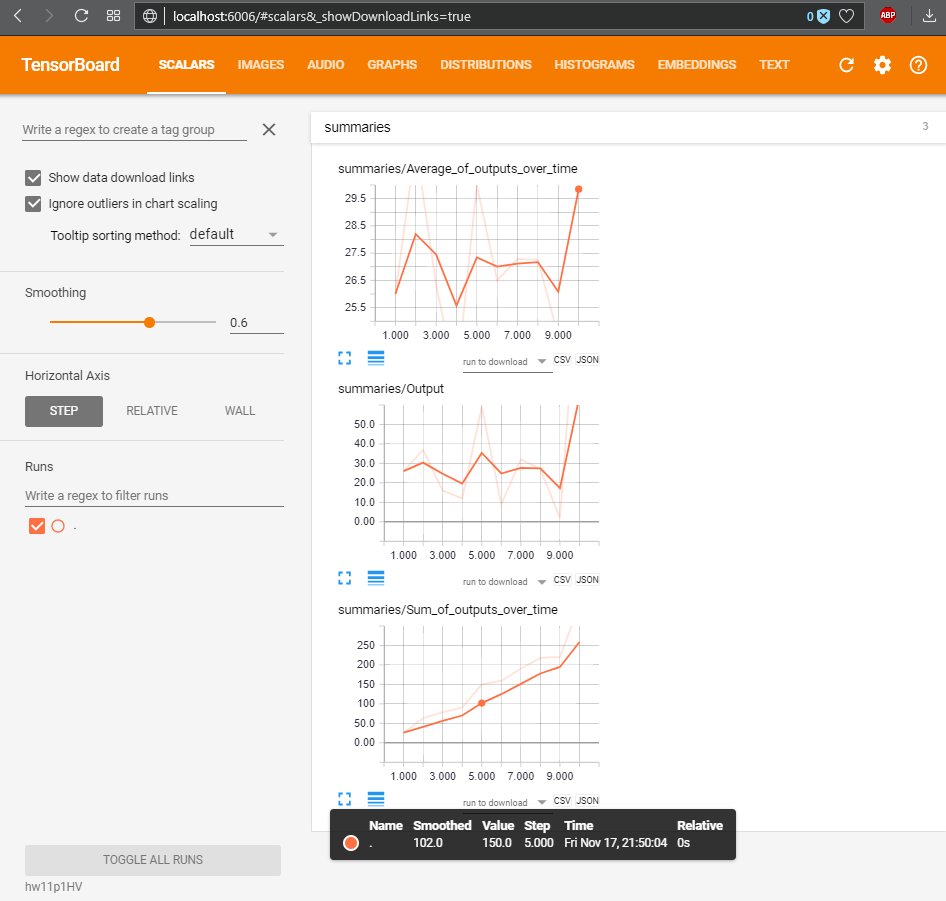 localhost:6006/#scalars&_showDownloadLinks=true
0
ABP
TensorBoard
SCALARS
IMAGES
AUDIO
GRAPHS
DISTRIBUTIONS
HISTOGRAMS
EMBEDDINGS
TEXT
Write a regex to create a tag group
Show data download links
Ignore outliers in chart scaling
Tooltip sorting method: default
Smoothing
0.6
Horizontal Axis
STEP
RELATIVE
WALL
Runs
Write a regex to filter runs
.
TOGGLE ALL RUNS
hw11p1HV
summaries
3
summaries/Average_of_outputs_over_time
29.5
28.5
27.5
26.5
25.5
1.000 3.000 5.000 7.000 9.000
run to download CSV JSON
summaries/Output
50.0
40.0
30.0
20.0
10.0
0.00
1.000 3.000 5.000 7.000 9.000
run to download CSV JSON
summaries/Sum_of_outputs_over_time
250
200
150
100
50.0
0.00
1.000 3.000 5.000 7.000 9.000
run to download CSV JSON
Name Smoothed Value Step Time Relative
. 102.0 150.0 5.000 Fri Nov 17, 21:50:04 0s